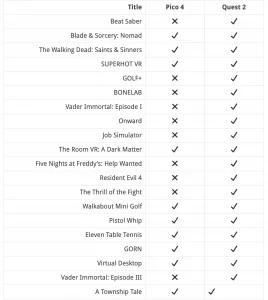 Title Pico 4 Quest 2
Beat Saber ✕ ✓
Blade & Sorcery: Nomad ✓ ✓
The Walking Dead: Saints & Sinners ✓ ✓
SUPERHOT VR ✓ ✓
GOLF+ ✕ ✓
BONELAB ✕ ✓
Vader Immortal: Episode I ✕ ✓
Onward ✕ ✓
Job Simulator ✕ ✓
The Room VR: A Dark Matter ✓ ✓
Five Nights at Freddy's: Help Wanted ✕ ✓
Resident Evil 4 ✕ ✓
The Thrill of the Fight ✕ ✓
Walkabout Mini Golf ✓ ✓
Pistol Whip ✓ ✓
Eleven Table Tennis ✓ ✓
GORN ✓ ✓
Virtual Desktop ✓ ✓
Vader Immortal: Episode III ✕ ✓
A Township Tale ✓ ✓